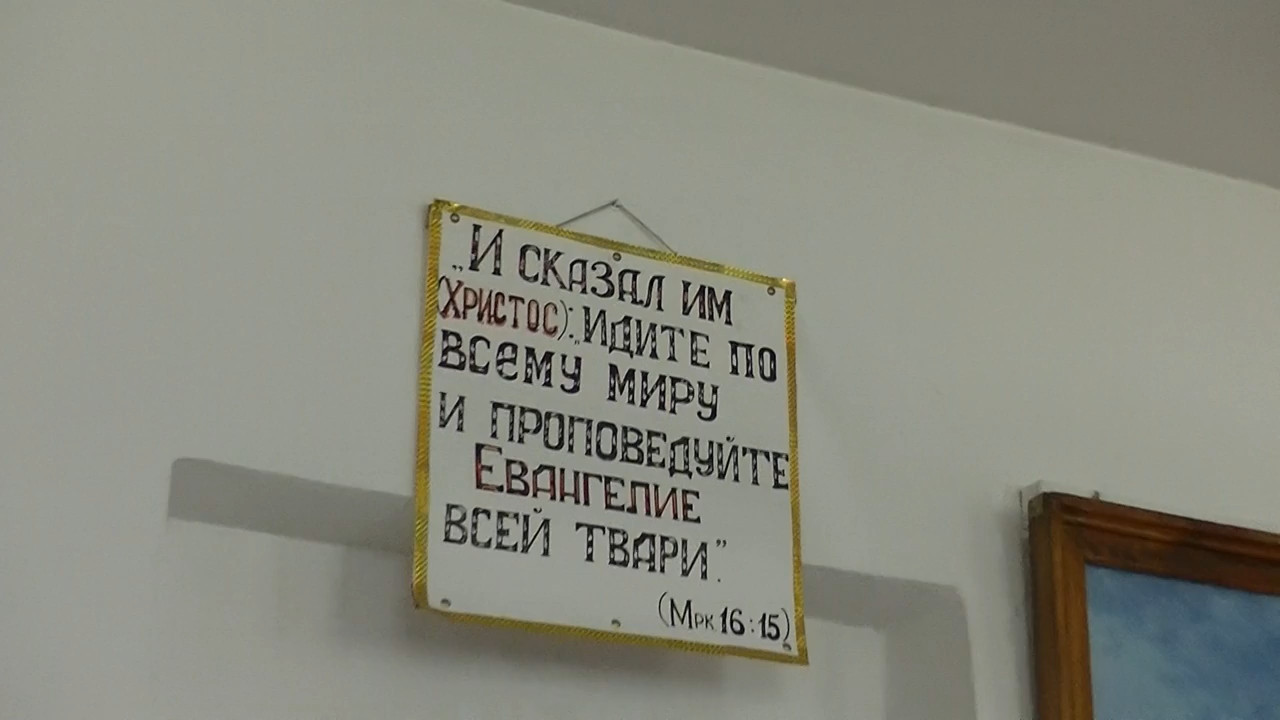 „И СКАЗАЛ ИМ
(ХРИСТОС): „ИДИТЕ ПО
ВСЕМУ МИРУ
И ПРОПОВЕДУЙТЕ
ЕВАНГЕЛИЕ
ВСЕЙ ТВАРИ”.
(МРК 16:15)